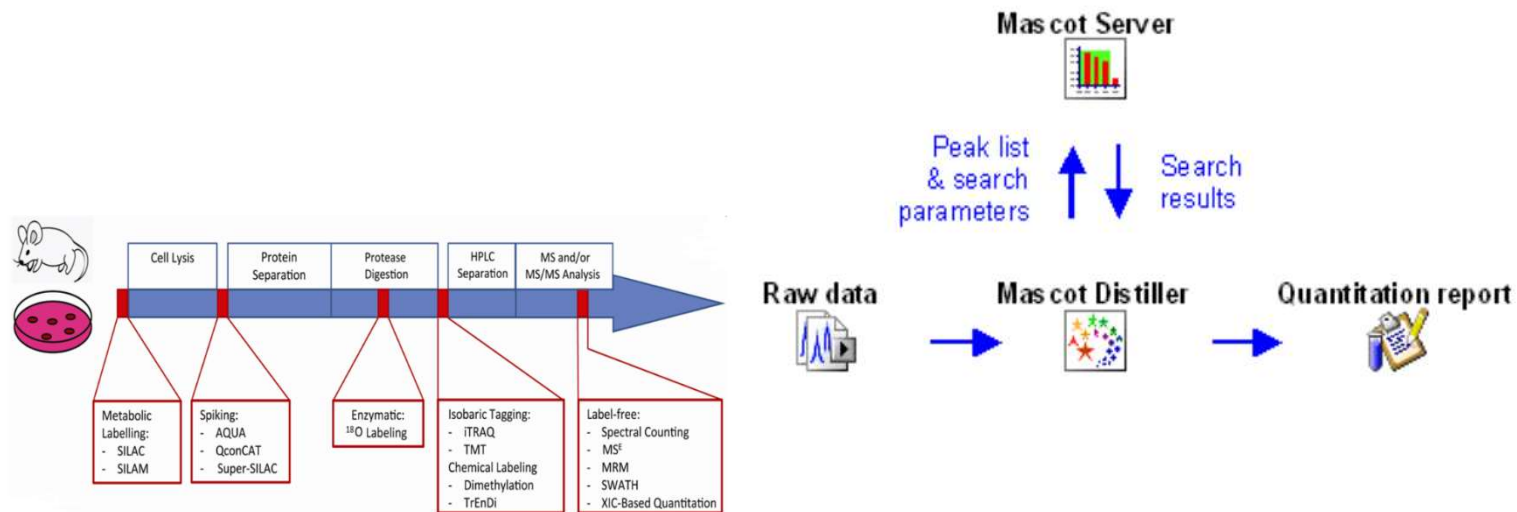 Cell Lysis
Protein
Separation
Protease
Digestion
HPLC
Separation
MS and/or
MS/MS Analysis
Metabolic
Labelling:
- SILAC
- SILAM
Spiking:
- AQUA
- QconCAT
- Super-SILAC
Enzymatic:
¹⁸O Labeling
Isobaric Tagging:
- iTRAQ
- TMT
Chemical Labeling
- Dimethylation
- TrEnDi
Label-free:
- Spectral Counting
- MSᴱ
- MRM
- SWATH
- XIC-Based Quantitation
Mascot Server
Peak list
& search
parameters
Search
results
Raw data
Mascot Distiller
Quantitation report